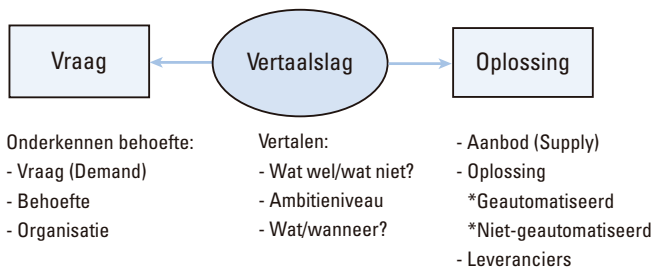 Vraag
Vertaalslag
Oplossing
Onderkennen behoefte:
- Vraag (Demand)
- Behoefte
- Organisatie
Vertalen:
- Wat wel/wat niet?
- Ambitieniveau
- Wat/wanneer?
- Aanbod (Supply)
- Oplossing
*Geautomatiseerd
*Niet-geautomatiseerd
- Leveranciers